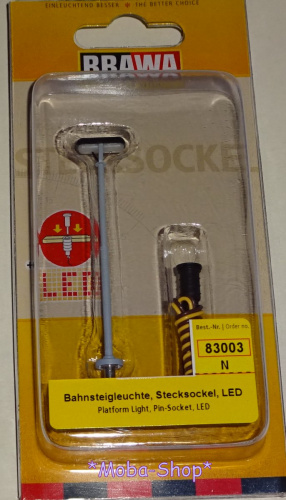 EINLEUCHTEND BESSER. ✶ THE BETTER CHOICE
BRAWA
STECKSOCKEL
LED
Best.-Nr. | Order no.
83003
N
Bahnsteigleuchte, Stecksockel, LED
Platform Light, Pin-Socket, LED
*Moba-Shop*